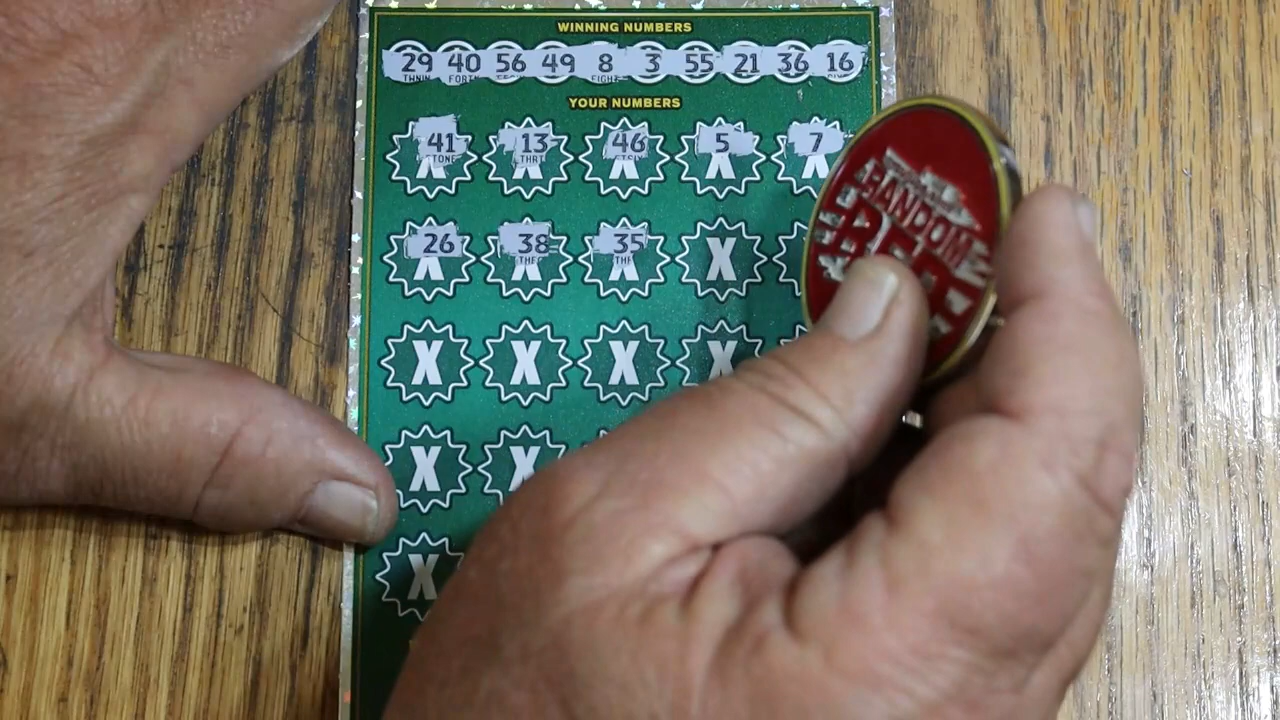 WINNING NUMBERS
29 40 56 49 8 3 55 21 36 16
YOUR NUMBERS
41 13 46 5 7
26 38 35 X
X X X X
X X
X
RANDOM